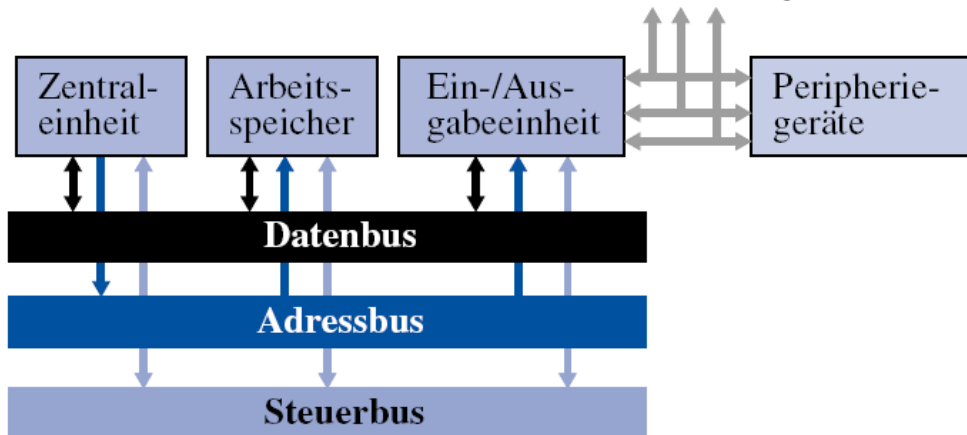 Zentral-
einheit
Arbeits-
speicher
Ein-/Aus-
gabeeinheit
Peripherie-
geräte
Datenbus
Adressbus
Steuerbus